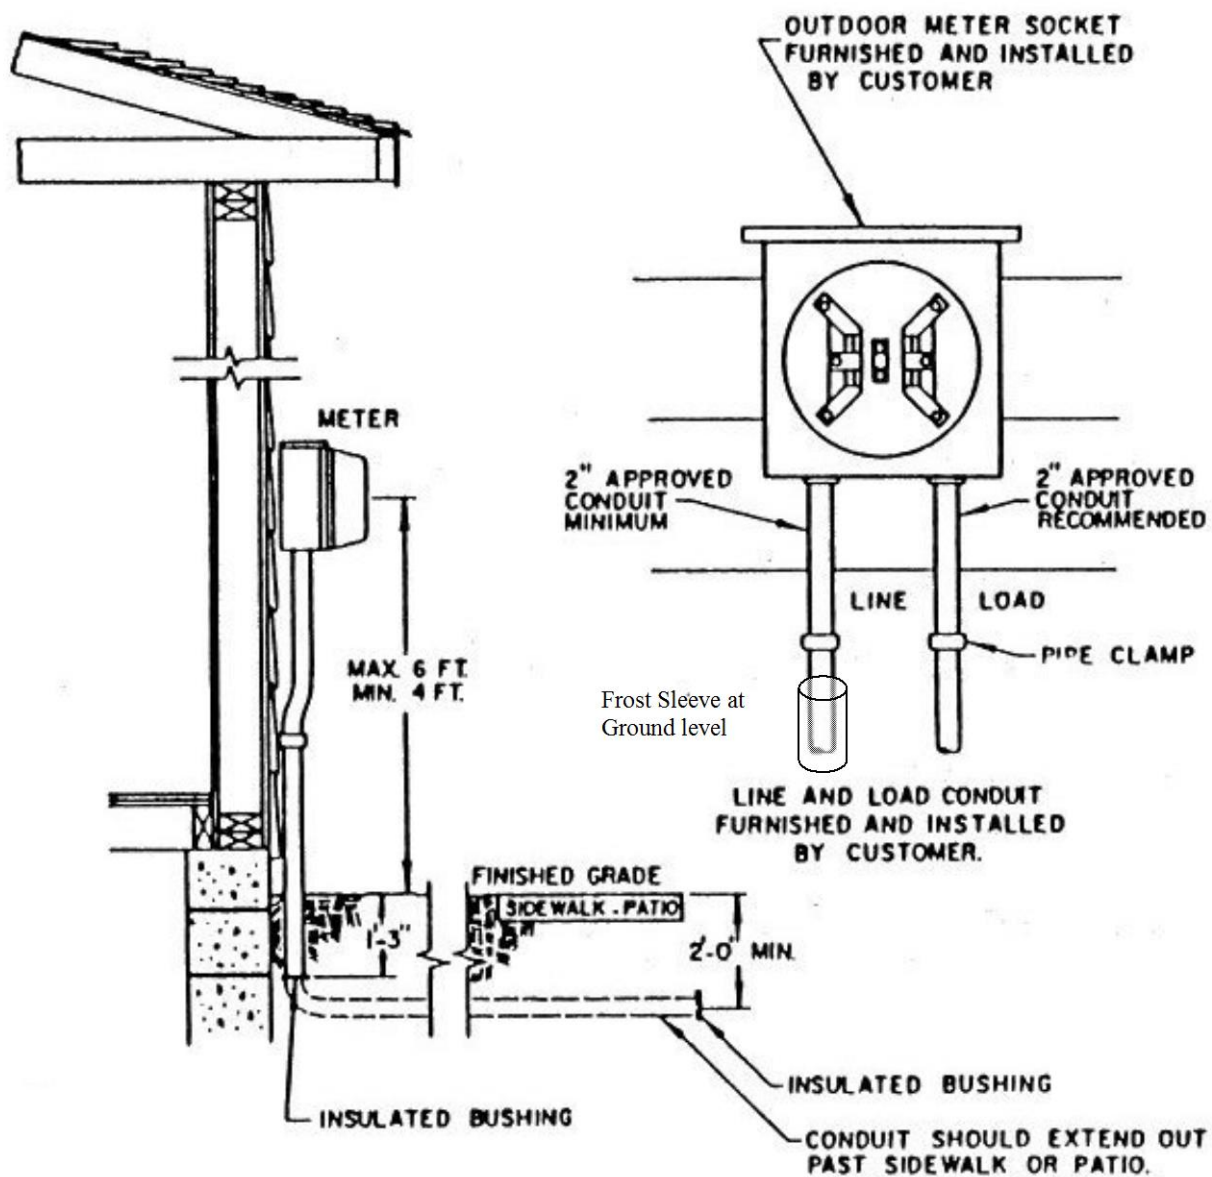 OUTDOOR METER SOCKET
FURNISHED AND INSTALLED
BY CUSTOMER
METER
2" APPROVED
CONDUIT
MINIMUM
2" APPROVED
CONDUIT
RECOMMENDED
LINE
LOAD
PIPE CLAMP
MAX. 6 FT.
MIN. 4 FT.
Frost Sleeve at
Ground level
LINE AND LOAD CONDUIT
FURNISHED AND INSTALLED
BY CUSTOMER.
FINISHED GRADE
SIDEWALK - PATIO
1'-3"
2'-0" MIN.
INSULATED BUSHING
INSULATED BUSHING
CONDUIT SHOULD EXTEND OUT
PAST SIDEWALK OR PATIO.